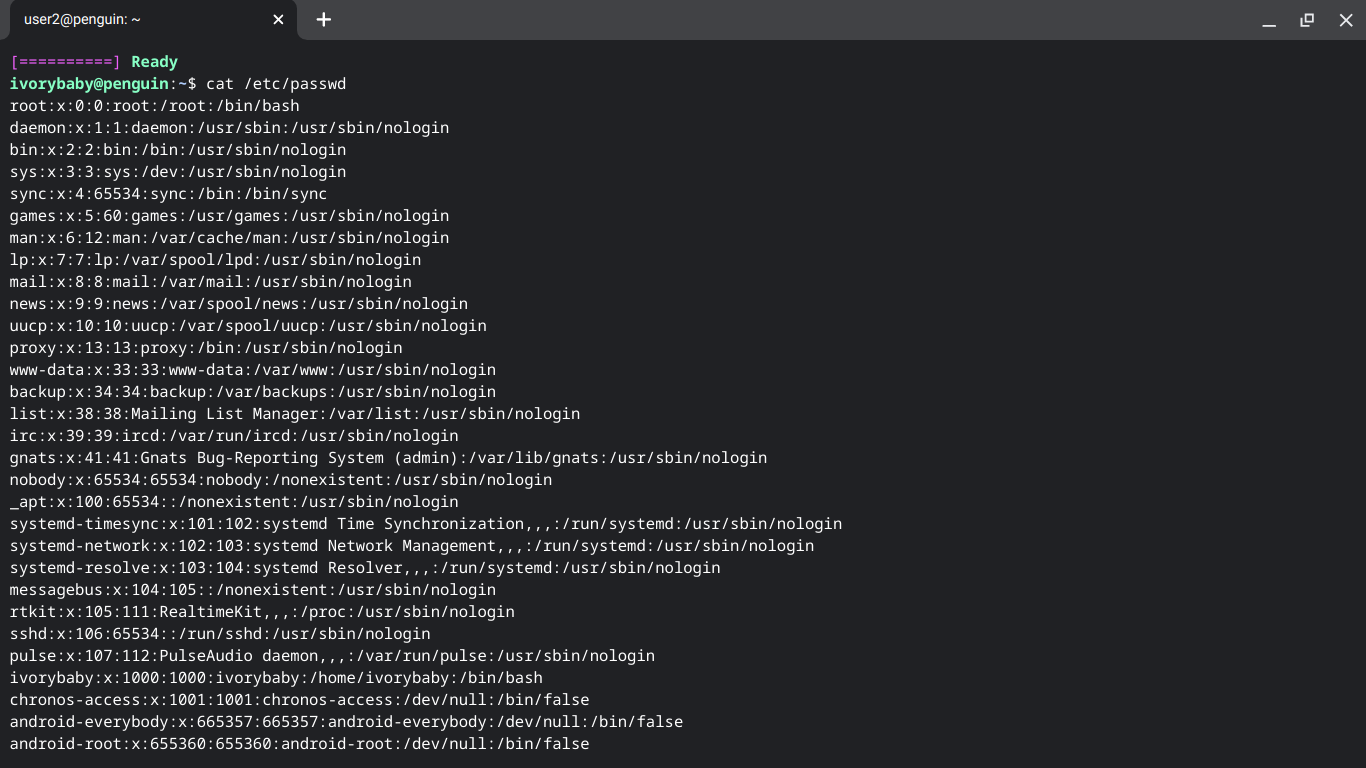 user2@penguin: ~
[==========] Ready
ivorybaby@penguin:~$ cat /etc/passwd
root:x:0:0:root:/root:/bin/bash
daemon:x:1:1:daemon:/usr/sbin:/usr/sbin/nologin
bin:x:2:2:bin:/bin:/usr/sbin/nologin
sys:x:3:3:sys:/dev:/usr/sbin/nologin
sync:x:4:65534:sync:/bin:/bin/sync
games:x:5:60:games:/usr/games:/usr/sbin/nologin
man:x:6:12:man:/var/cache/man:/usr/sbin/nologin
lp:x:7:7:lp:/var/spool/lpd:/usr/sbin/nologin
mail:x:8:8:mail:/var/mail:/usr/sbin/nologin
news:x:9:9:news:/var/spool/news:/usr/sbin/nologin
uucp:x:10:10:uucp:/var/spool/uucp:/usr/sbin/nologin
proxy:x:13:13:proxy:/bin:/usr/sbin/nologin
www-data:x:33:33:www-data:/var/www:/usr/sbin/nologin
backup:x:34:34:backup:/var/backups:/usr/sbin/nologin
list:x:38:38:Mailing List Manager:/var/list:/usr/sbin/nologin
irc:x:39:39:ircd:/var/run/ircd:/usr/sbin/nologin
gnats:x:41:41:Gnats Bug-Reporting System (admin):/var/lib/gnats:/usr/sbin/nologin
nobody:x:65534:65534:nobody:/nonexistent:/usr/sbin/nologin
_apt:x:100:65534::/nonexistent:/usr/sbin/nologin
systemd-timesync:x:101:102:systemd Time Synchronization,,,:/run/systemd:/usr/sbin/nologin
systemd-network:x:102:103:systemd Network Management,,,:/run/systemd:/usr/sbin/nologin
systemd-resolve:x:103:104:systemd Resolver,,,:/run/systemd:/usr/sbin/nologin
messagebus:x:104:105::/nonexistent:/usr/sbin/nologin
rtkit:x:105:111:RealtimeKit,,,:/proc:/usr/sbin/nologin
sshd:x:106:65534::/run/sshd:/usr/sbin/nologin
pulse:x:107:112:PulseAudio daemon,,,:/var/run/pulse:/usr/sbin/nologin
ivorybaby:x:1000:1000:ivorybaby:/home/ivorybaby:/bin/bash
chronos-access:x:1001:1001:chronos-access:/dev/null:/bin/false
android-everybody:x:665357:665357:android-everybody:/dev/null:/bin/false
android-root:x:655360:655360:android-root:/dev/null:/bin/false